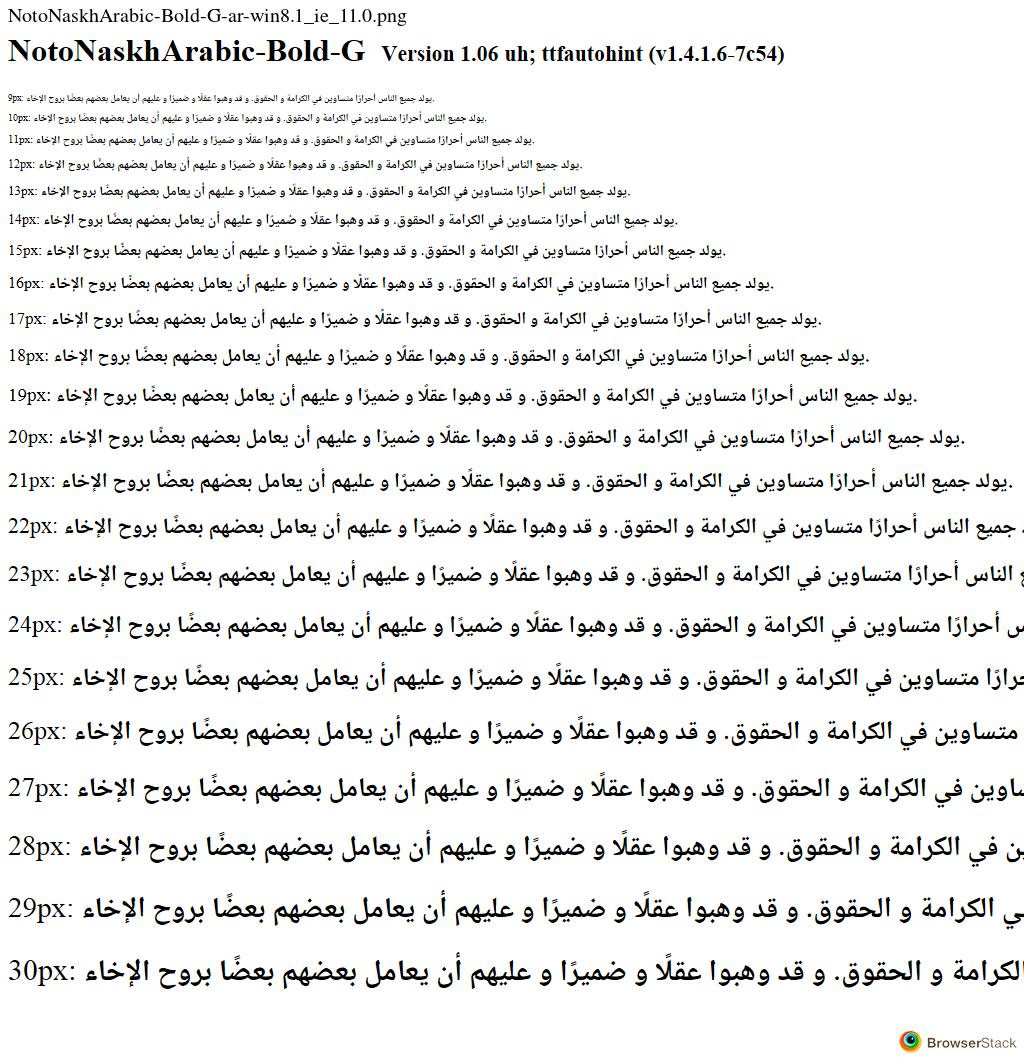 NotoNaskhArabic-Bold-G-ar-win8.1_ie_11.0.png
NotoNaskhArabic-Bold-G Version 1.06 uh; ttfautohint (v1.4.1.6-7c54)
9px: يولد جميع الناس أحرارًا متساوين في الكرامة و الحقوق. و قد وهبوا عقلًا و ضميرًا و عليهم أن يعامل بعضهم بعضًا بروح الإخاء.
10px: يولد جميع الناس أحرارًا متساوين في الكرامة و الحقوق. و قد وهبوا عقلًا و ضميرًا و عليهم أن يعامل بعضهم بعضًا بروح الإخاء.
11px: يولد جميع الناس أحرارًا متساوين في الكرامة و الحقوق. و قد وهبوا عقلًا و ضميرًا و عليهم أن يعامل بعضهم بعضًا بروح الإخاء.
12px: يولد جميع الناس أحرارًا متساوين في الكرامة و الحقوق. و قد وهبوا عقلًا و ضميرًا و عليهم أن يعامل بعضهم بعضًا بروح الإخاء.
13px: يولد جميع الناس أحرارًا متساوين في الكرامة و الحقوق. و قد وهبوا عقلًا و ضميرًا و عليهم أن يعامل بعضهم بعضًا بروح الإخاء.
14px: يولد جميع الناس أحرارًا متساوين في الكرامة و الحقوق. و قد وهبوا عقلًا و ضميرًا و عليهم أن يعامل بعضهم بعضًا بروح الإخاء.
15px: يولد جميع الناس أحرارًا متساوين في الكرامة و الحقوق. و قد وهبوا عقلًا و ضميرًا و عليهم أن يعامل بعضهم بعضًا بروح الإخاء.
16px: يولد جميع الناس أحرارًا متساوين في الكرامة و الحقوق. و قد وهبوا عقلًا و ضميرًا و عليهم أن يعامل بعضهم بعضًا بروح الإخاء.
17px: يولد جميع الناس أحرارًا متساوين في الكرامة و الحقوق. و قد وهبوا عقلًا و ضميرًا و عليهم أن يعامل بعضهم بعضًا بروح الإخاء.
18px: يولد جميع الناس أحرارًا متساوين في الكرامة و الحقوق. و قد وهبوا عقلًا و ضميرًا و عليهم أن يعامل بعضهم بعضًا بروح الإخاء.
19px: يولد جميع الناس أحرارًا متساوين في الكرامة و الحقوق. و قد وهبوا عقلًا و ضميرًا و عليهم أن يعامل بعضهم بعضًا بروح الإخاء.
20px: يولد جميع الناس أحرارًا متساوين في الكرامة و الحقوق. و قد وهبوا عقلًا و ضميرًا و عليهم أن يعامل بعضهم بعضًا بروح الإخاء.
21px: يولد جميع الناس أحرارًا متساوين في الكرامة و الحقوق. و قد وهبوا عقلًا و ضميرًا و عليهم أن يعامل بعضهم بعضًا بروح الإخاء.
22px: جميع الناس أحرارًا متساوين في الكرامة و الحقوق. و قد وهبوا عقلًا و ضميرًا و عليهم أن يعامل بعضهم بعضًا بروح الإخاء
23px: الناس أحرارًا متساوين في الكرامة و الحقوق. و قد وهبوا عقلًا و ضميرًا و عليهم أن يعامل بعضهم بعضًا بروح الإخاء
24px: أحرارًا متساوين في الكرامة و الحقوق. و قد وهبوا عقلًا و ضميرًا و عليهم أن يعامل بعضهم بعضًا بروح الإخاء
25px: متساوين في الكرامة و الحقوق. و قد وهبوا عقلًا و ضميرًا و عليهم أن يعامل بعضهم بعضًا بروح الإخاء
26px: متساوين في الكرامة و الحقوق. و قد وهبوا عقلًا و ضميرًا و عليهم أن يعامل بعضهم بعضًا بروح الإخاء
27px: في الكرامة و الحقوق. و قد وهبوا عقلًا و ضميرًا و عليهم أن يعامل بعضهم بعضًا بروح الإخاء
28px: في الكرامة و الحقوق. و قد وهبوا عقلًا و ضميرًا و عليهم أن يعامل بعضهم بعضًا بروح الإخاء
29px: الكرامة و الحقوق. و قد وهبوا عقلًا و ضميرًا و عليهم أن يعامل بعضهم بعضًا بروح الإخاء
30px: الكرامة و الحقوق. و قد وهبوا عقلًا و ضميرًا و عليهم أن يعامل بعضهم بعضًا بروح الإخاء
BrowserStack